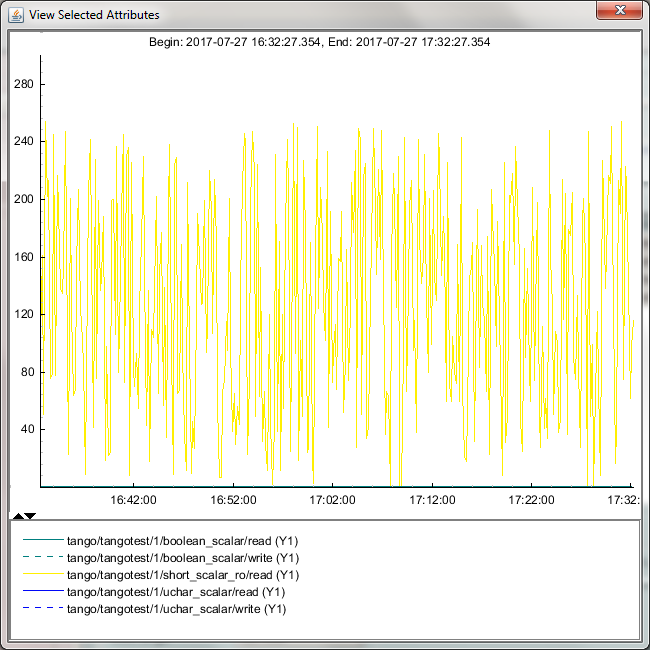 View Selected Attributes
Begin: 2017-07-27 16:32:27.354, End: 2017-07-27 17:32:27.354
280
240
200
160
120
80
40
16:42:00 16:52:00 17:02:00 17:12:00 17:22:00 17:32:
tango/tangotest/1/boolean_scalar/read (Y1)
tango/tangotest/1/boolean_scalar/write (Y1)
tango/tangotest/1/short_scalar_ro/read (Y1)
tango/tangotest/1/uchar_scalar/read (Y1)
tango/tangotest/1/uchar_scalar/write (Y1)